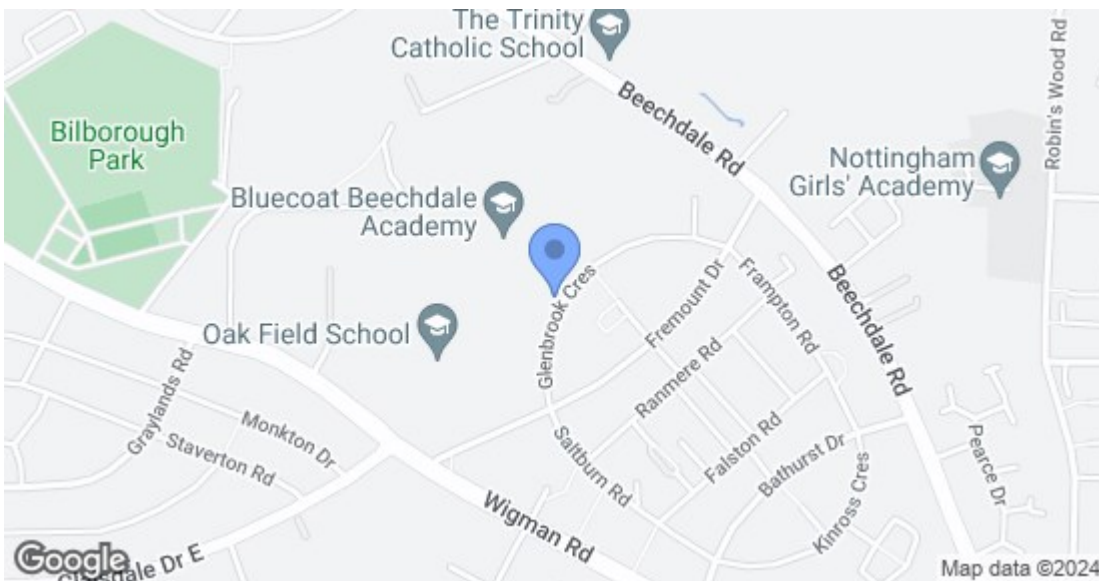 The Trinity
Catholic School
Beechdale Rd
Robin's Wood Rd
Bilborough
Park
Nottingham
Girls' Academy
Bluecoat Beechdale
Academy
Glenbrook Cres
Fremount Dr
Frampton Rd
Beechdale Rd
Oak Field School
Graylands Rd
Ranmere Rd
Monkton Dr
Staverton Rd
Saltburn Rd
Falston Rd
Bathurst Dr
Pearce Dr
Kinross Cres
Wigman Rd
Google
Dr E
Map data ©2024